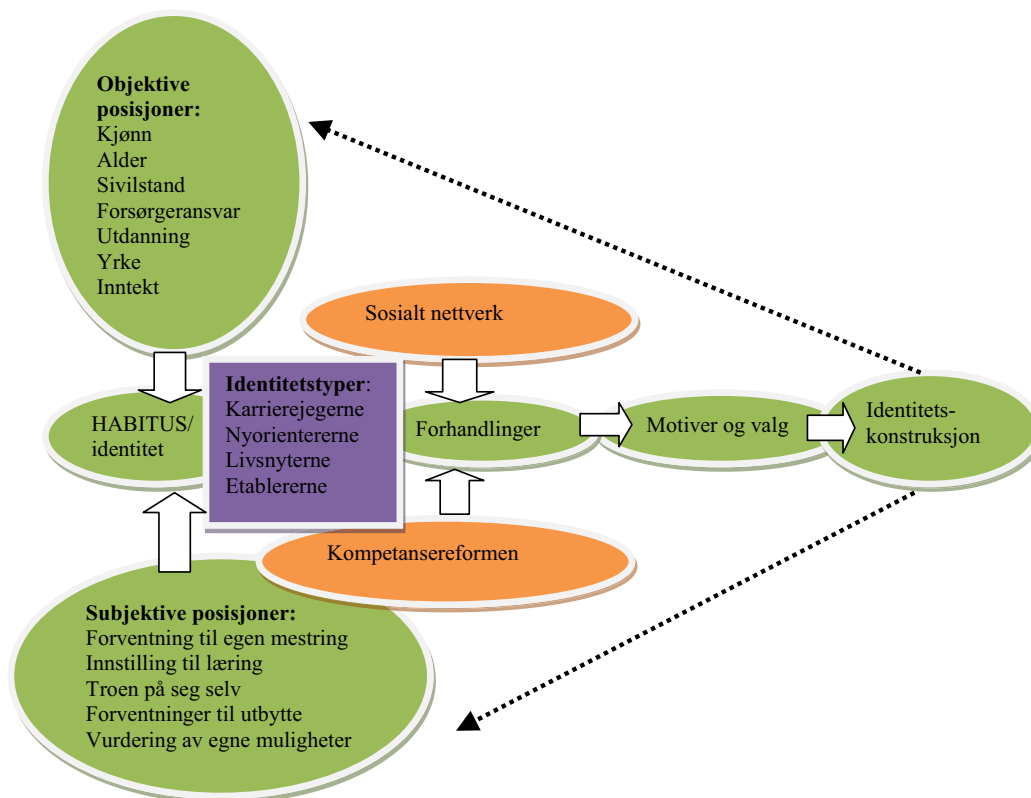 Objektive
posisjoner:
Kjønn
Alder
Sivilstand
Forsørgeransvar
Utdanning
Yrke
Inntekt
Sosialt nettverk
HABITUS/
identitet
Identitetstyper:
Karrierejegerne
Nyorientererne
Livsnyterne
Etablererne
Forhandlinger
Motiver og valg
Identitets-
konstruksjon
Kompetansereformen
Subjektive posisjoner:
Forventning til egen mestring
Innstilling til læring
Troen på seg selv
Forventninger til utbytte
Vurdering av egne muligheter